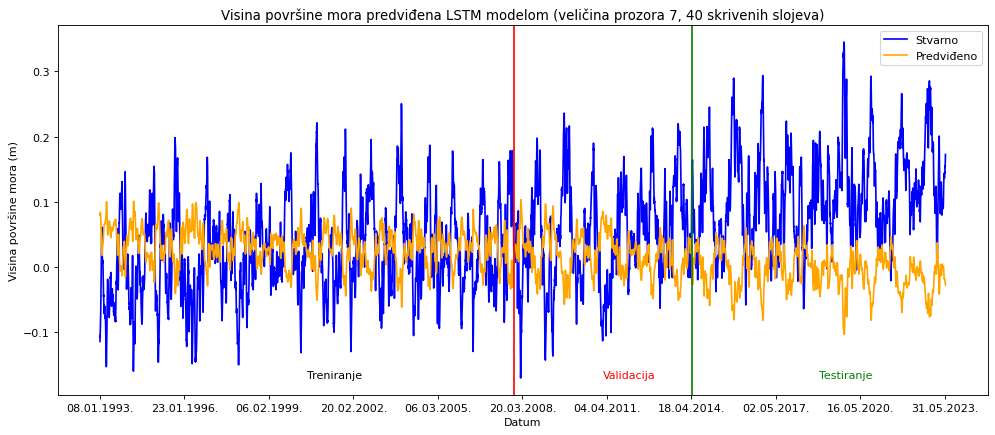 Visina površine mora predviđena LSTM modelom (veličina prozora 7, 40 skrivenih slojeva)
Stvarno
Predviđeno
Visina površine mora (m)
0.3
0.2
0.1
0.0
−0.1
Treniranje
Validacija
Testiranje
08.01.1993.
23.01.1996.
06.02.1999.
20.02.2002.
06.03.2005.
20.03.2008.
04.04.2011.
18.04.2014.
02.05.2017.
16.05.2020.
31.05.2023.
Datum